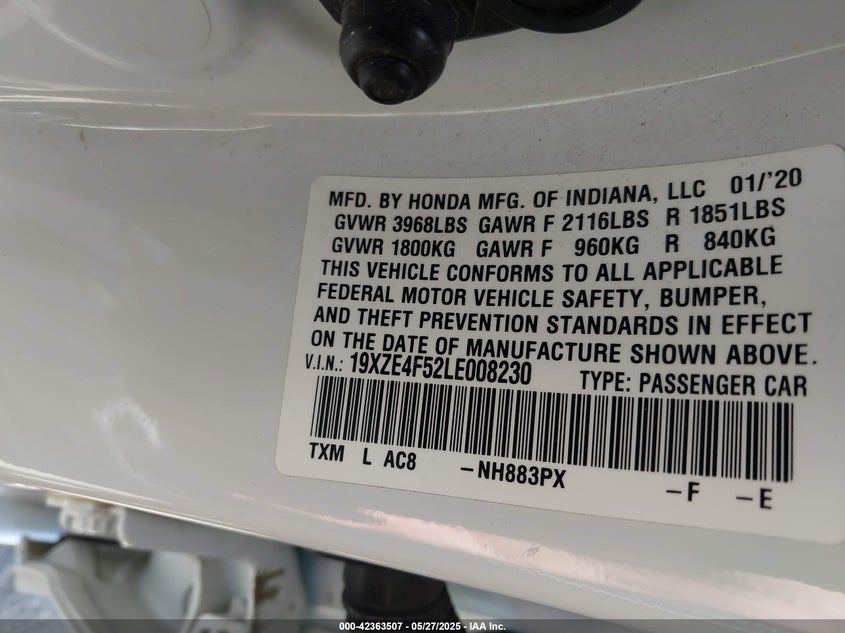 MFD. BY HONDA MFG. OF INDIANA, LLC 01/'20
GVWR 3968LBS GAWR F 2116LBS R 1851LBS
GVWR 1800KG GAWR F 960KG R 840KG
THIS VEHICLE CONFORMS TO ALL APPLICABLE
FEDERAL MOTOR VEHICLE SAFETY, BUMPER,
AND THEFT PREVENTION STANDARDS IN EFFECT
ON THE DATE OF MANUFACTURE SHOWN ABOVE.
V.I.N.: 19XZE4F52LE008230 TYPE: PASSENGER CAR
TXM L AC8 -NH883PX -F -E
000-42363507 - 05/27/2025 - IAA Inc.